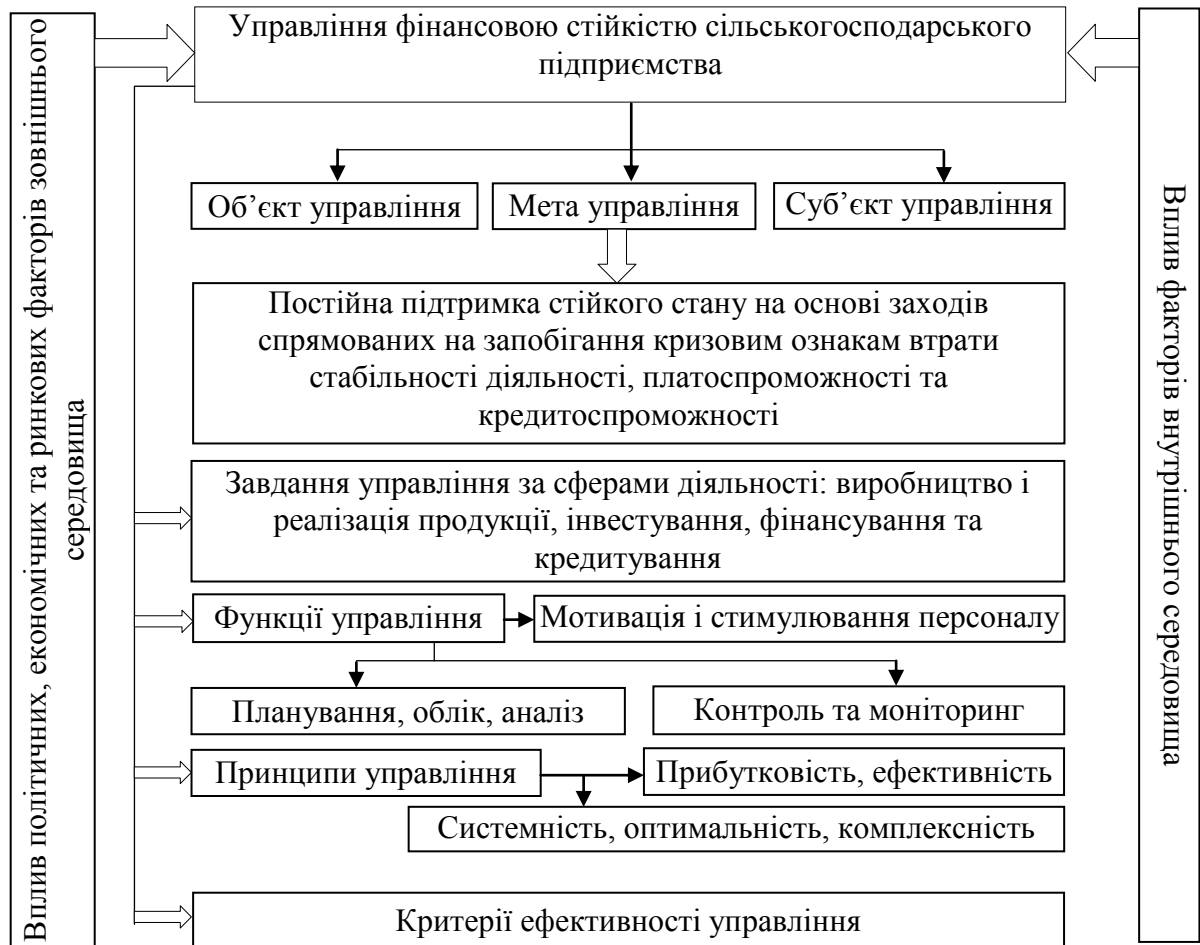 Вплив політичних, економічних та ринкових факторів зовнішнього
середовища
Управління фінансовою стійкістю сільськогосподарського
підприємства
Об’єкт управління
Мета управління
Суб’єкт управління
Постійна підтримка стійкого стану на основі заходів
спрямованих на запобігання кризовим ознакам втрати
стабільності діяльності, платоспроможності та
кредитоспроможності
Завдання управління за сферами діяльності: виробництво і
реалізація продукції, інвестування, фінансування та
кредитування
Функції управління
Мотивація і стимулювання персоналу
Планування, облік, аналіз
Контроль та моніторинг
Принципи управління
Прибутковість, ефективність
Системність, оптимальність, комплексність
Критерії ефективності управління
Вплив факторів внутрішнього середовища